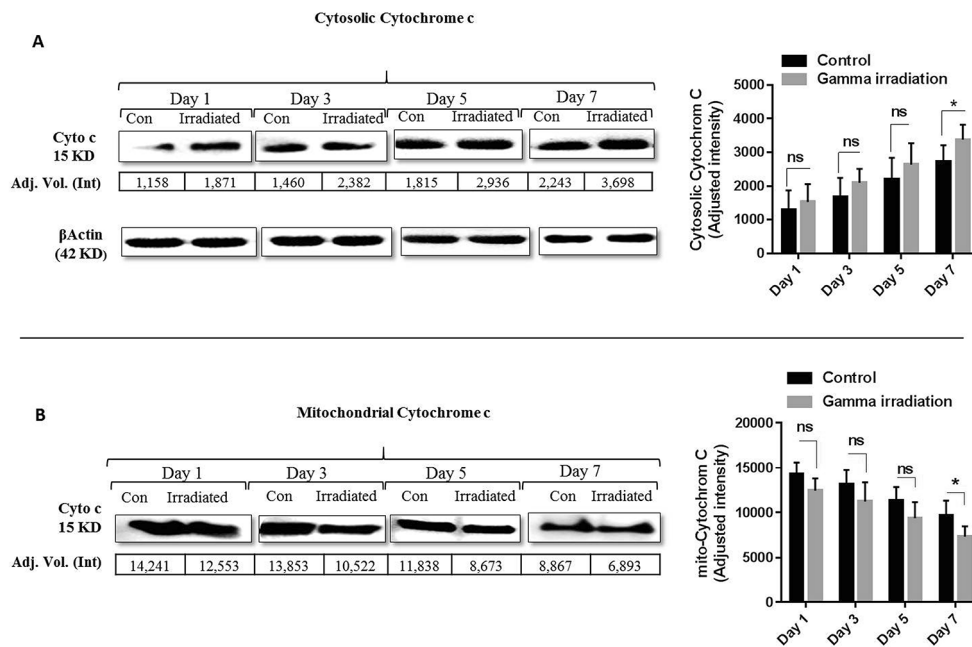 Cytosolic Cytochrome c
A
Day 1 Day 3 Day 5 Day 7
Con Irradiated Con Irradiated Con Irradiated Con Irradiated
Cyto c
15 KD
Adj. Vol. (Int) 1,158 1,871 1,460 2,382 1,815 2,936 2,243 3,698
βActin
(42 KD)
Control
Gamma irradiation
Cytosolic Cytochrom C
(Adjusted intensity)
5000
4000
3000
2000
1000
0
ns ns ns *
Day 1 Day 3 Day 5 Day 7
B
Mitochondrial Cytochrome c
Day 1 Day 3 Day 5 Day 7
Con Irradiated Con Irradiated Con Irradiated Con Irradiated
Cyto c
15 KD
Adj. Vol. (Int) 14,241 12,553 13,853 10,522 11,838 8,673 8,867 6,893
Control
Gamma irradiation
mito-Cytochrom C
(Adjusted intensity)
20000
15000
10000
5000
0
ns ns ns *
Day 1 Day 3 Day 5 Day 7